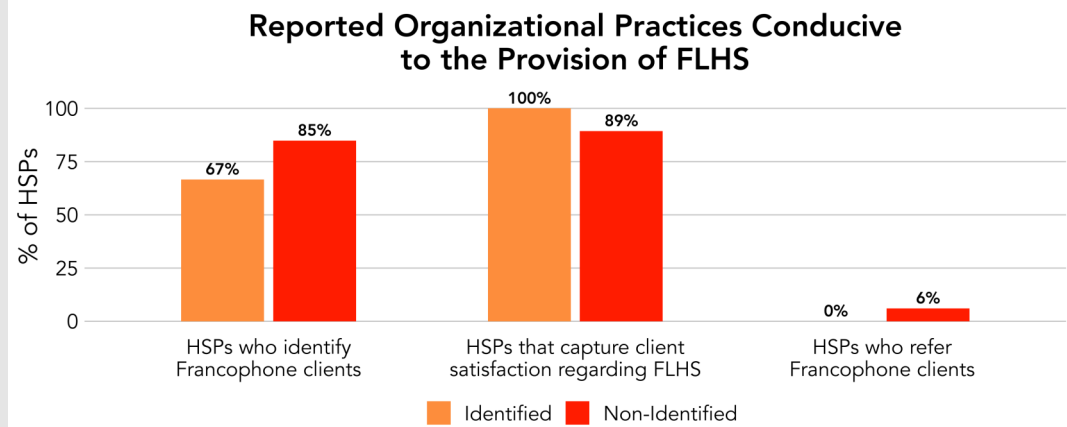 Reported Organizational Practices Conducive
to the Provision of FLHS
% of HSPs
100
75
50
25
0
67%
85%
100%
89%
0%
6%
HSPs who identify
Francophone clients
HSPs that capture client
satisfaction regarding FLHS
HSPs who refer
Francophone clients
Identified
Non-Identified